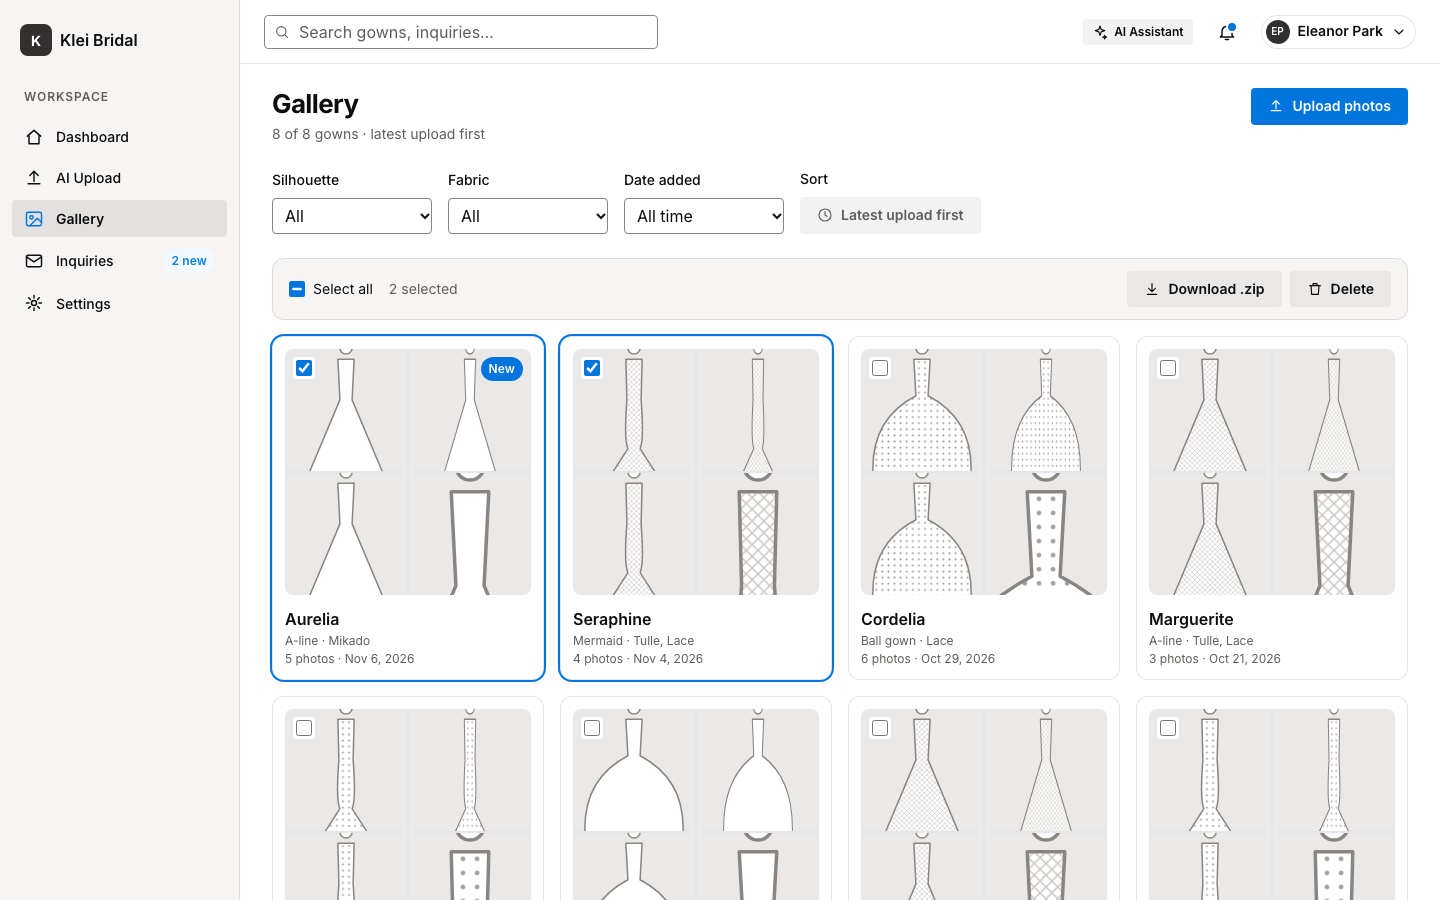 K Klei Bridal
Search gowns, inquiries...
AI Assistant
EP Eleanor Park
WORKSPACE
Dashboard
AI Upload
Gallery
Inquiries 2 new
Settings
Gallery
8 of 8 gowns · latest upload first
Upload photos
Silhouette Fabric Date added Sort
All All All time Latest upload first
Select all 2 selected Download .zip Delete
New
Aurelia
A-line · Mikado
5 photos · Nov 6, 2026
Seraphine
Mermaid · Tulle, Lace
4 photos · Nov 4, 2026
Cordelia
Ball gown · Lace
6 photos · Oct 29, 2026
Marguerite
A-line · Tulle, Lace
3 photos · Oct 21, 2026